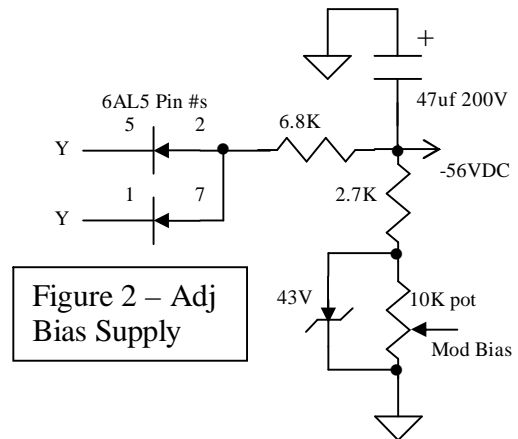 +
47uf 200V
6AL5 Pin #s
5 2
6.8K
Y
-56VDC
1 7
2.7K
Y
Figure 2 – Adj
Bias Supply
43V
10K pot
Mod Bias